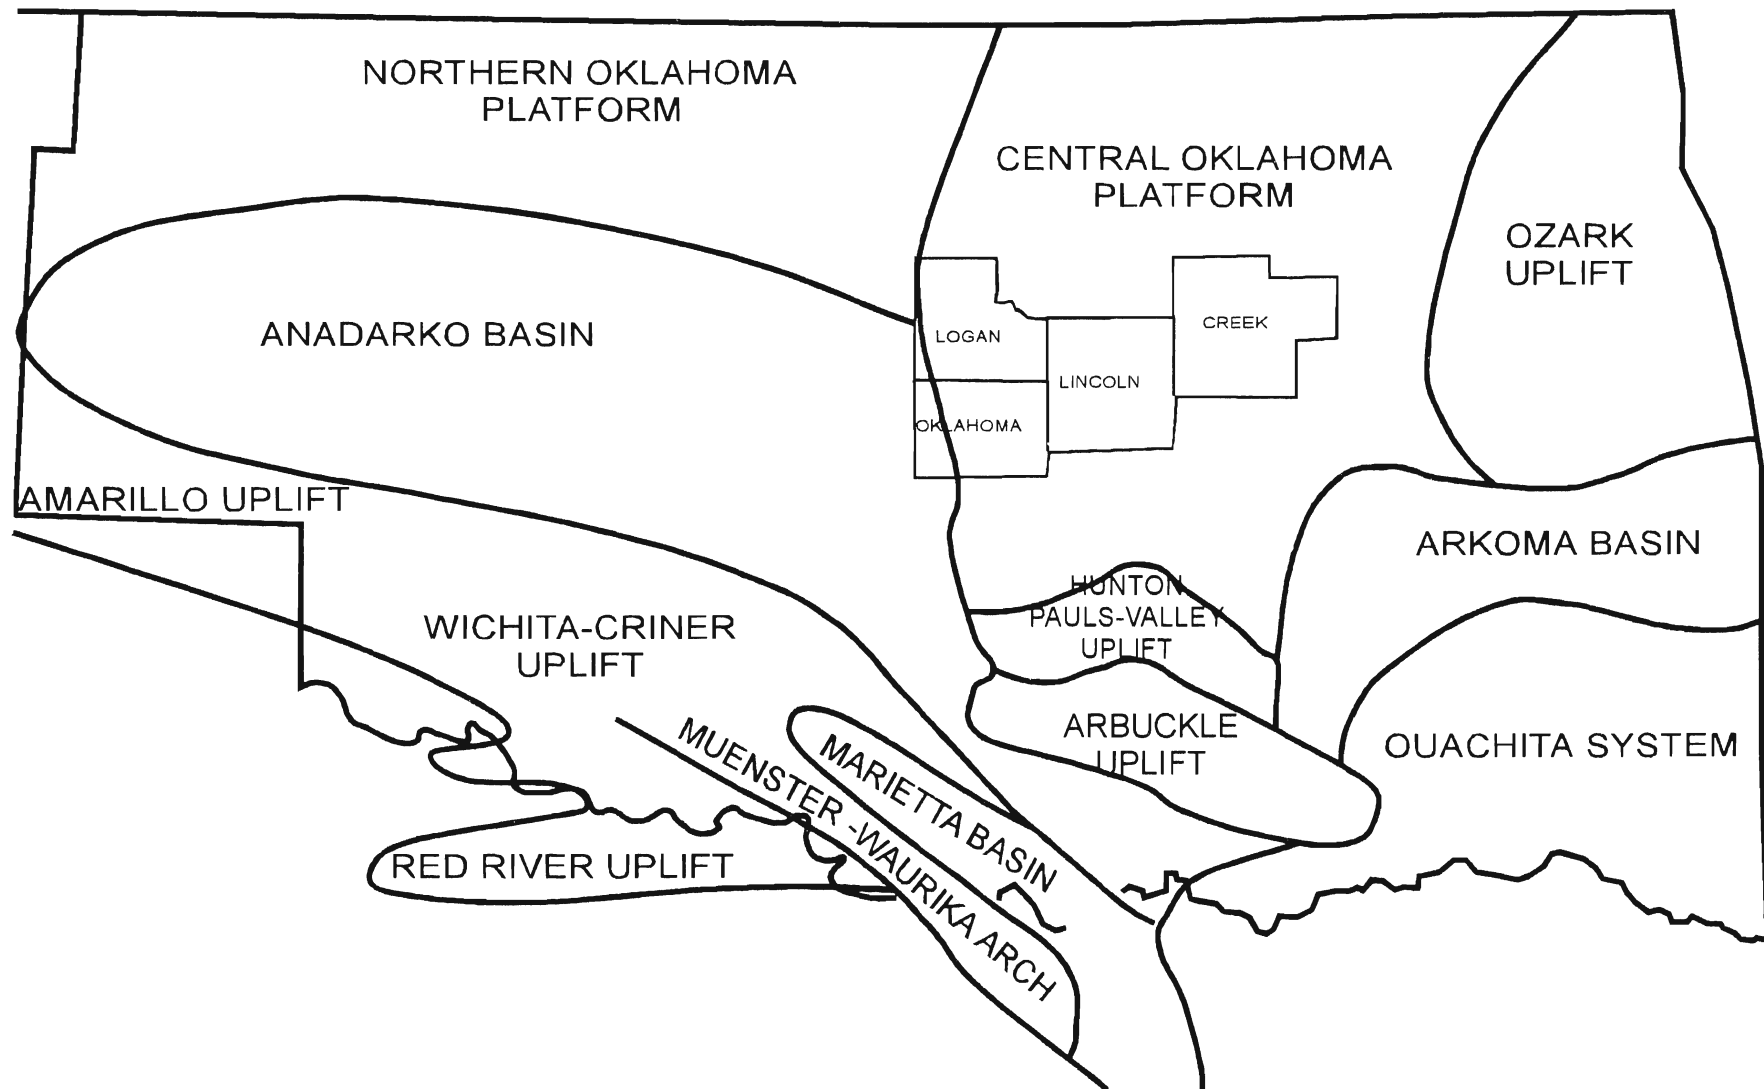 NORTHERN OKLAHOMA
PLATFORM
CENTRAL OKLAHOMA
PLATFORM
OZARK
UPLIFT
ANADARKO BASIN
LOGAN
CREEK
LINCOLN
OKLAHOMA
AMARILLO UPLIFT
ARKOMA BASIN
HUNTON
PAULS-VALLEY
UPLIFT
WICHITA-CRINER
UPLIFT
ARBUCKLE
UPLIFT
OUACHITA SYSTEM
MARIETTA BASIN
MUENSTER -WAURIKA ARCH
RED RIVER UPLIFT